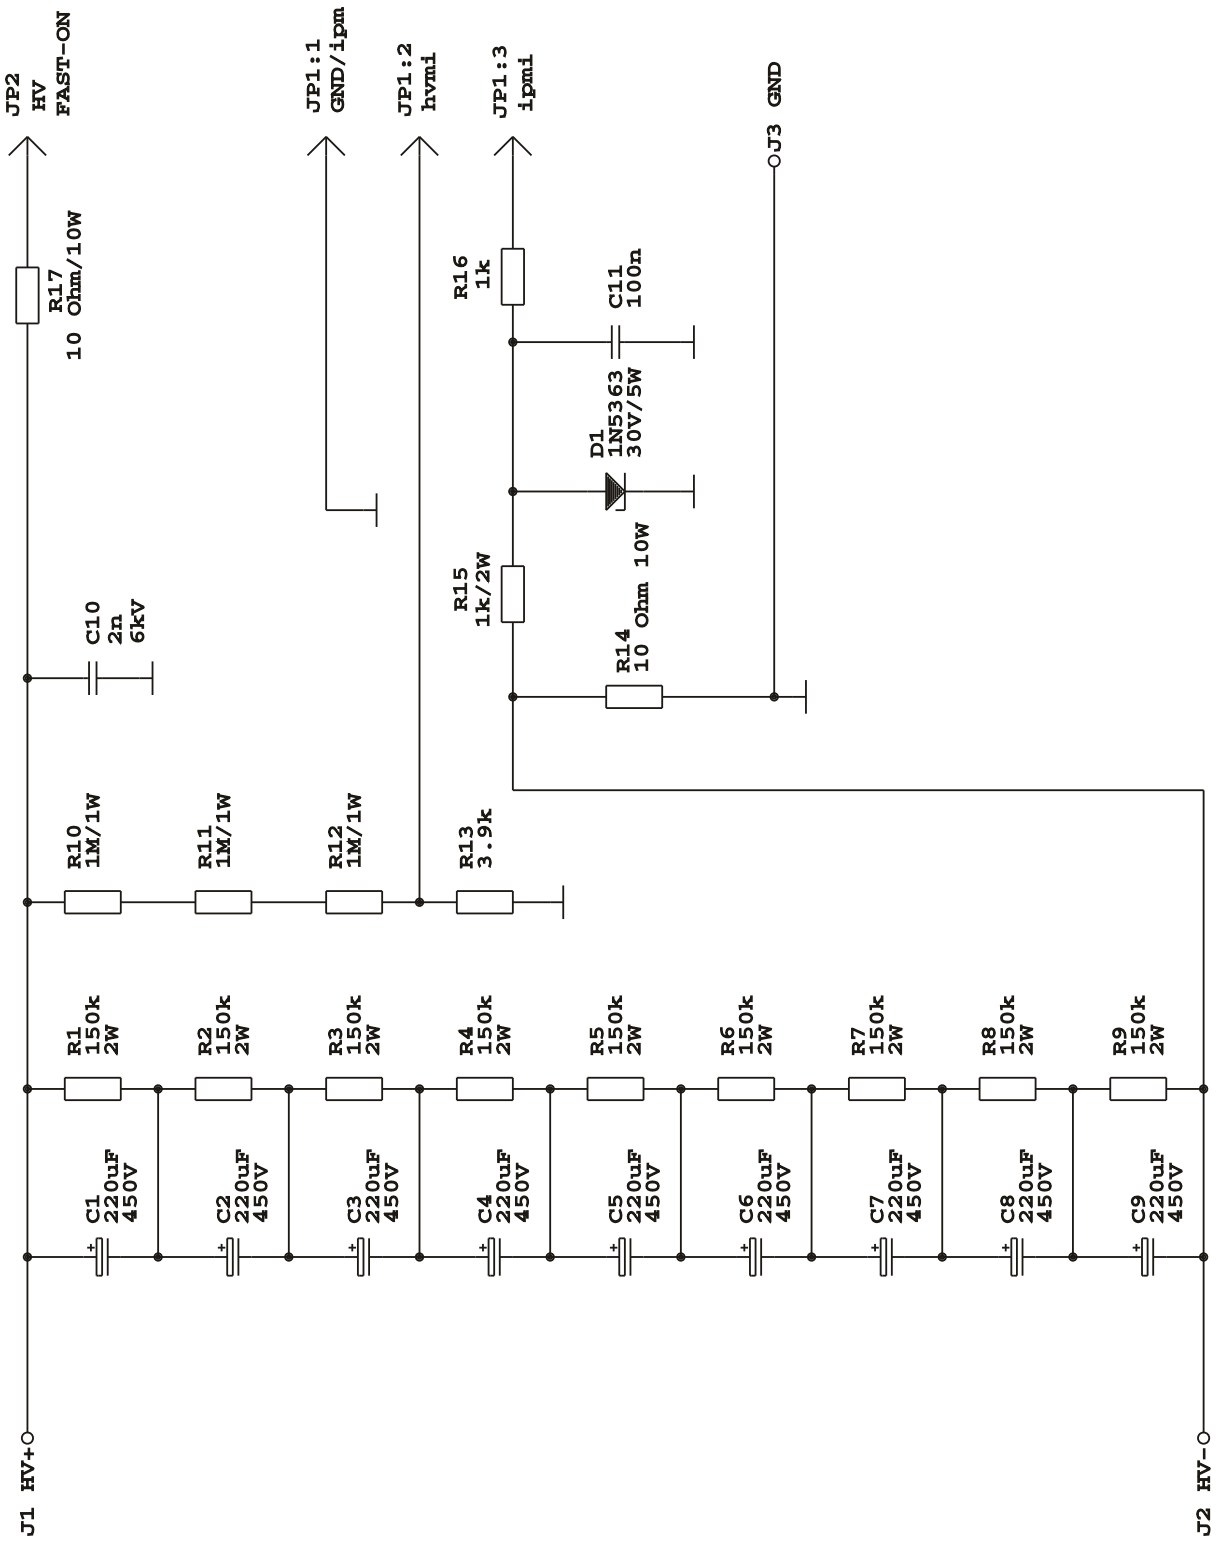 JP2
HV
FAST-ON
R17
10 Ohm/10W
JP1:1
GND/ipm
JP1:2
hvmi
JP1:3
ipmi
J3 GND
R16
1k
C11
100n
D1
1N5363
30V/5W
R15
1k/2W
R14
10 Ohm 10W
C10
2n
6kV
R10
1M/1W
R11
1M/1W
R12
1M/1W
R13
3.9k
R1
150k
2W
R2
150k
2W
R3
150k
2W
R4
150k
2W
R5
150k
2W
R6
150k
2W
R7
150k
2W
R8
150k
2W
R9
150k
2W
C1
220uF
450V
C2
220uF
450V
C3
220uF
450V
C4
220uF
450V
C5
220uF
450V
C6
220uF
450V
C7
220uF
450V
C8
220uF
450V
C9
220uF
450V
J1 HV+
J2 HV-